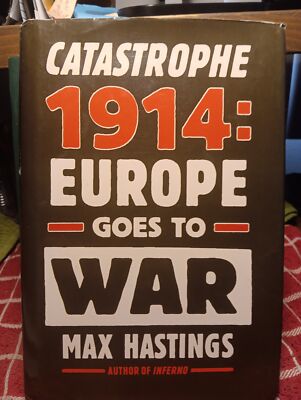 CATASTROPHE
1914:
EUROPE
GOES TO
WAR
MAX HASTINGS
AUTHOR OF INFERNO